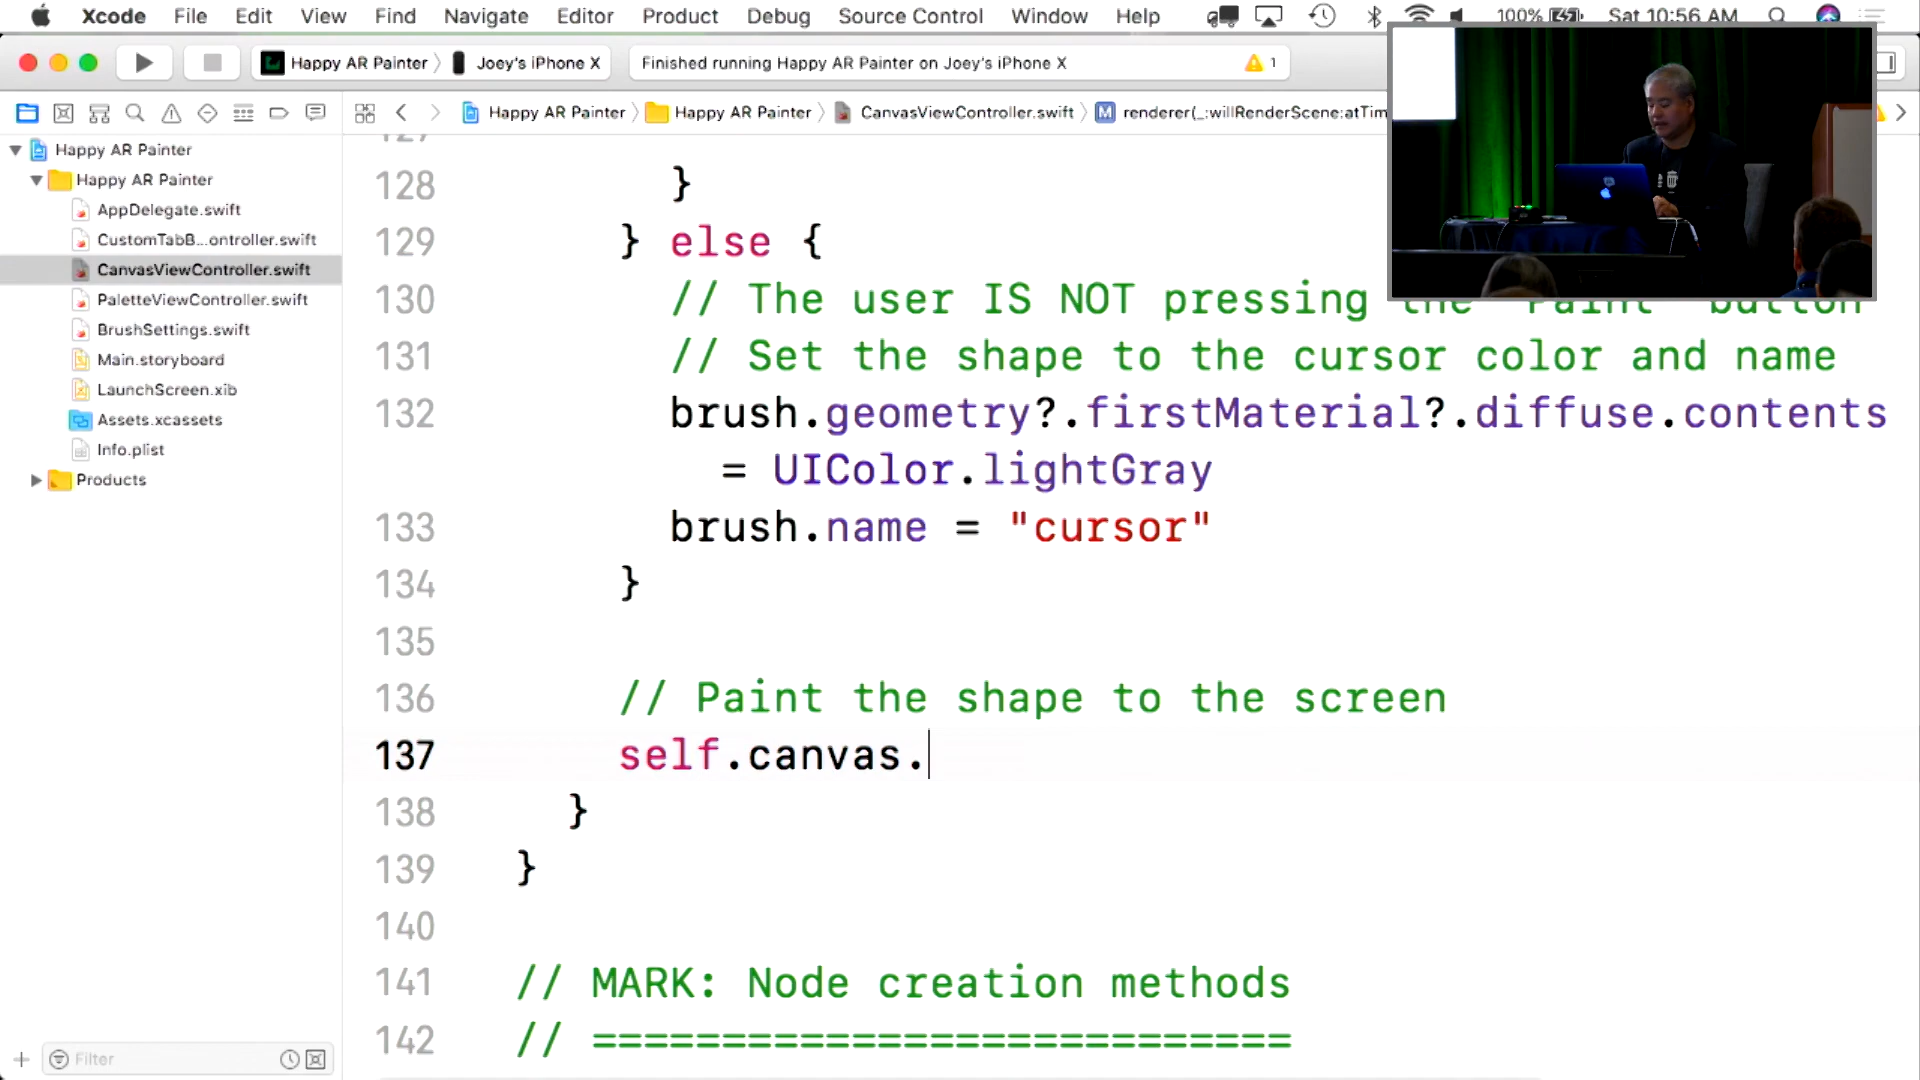 Xcode File Edit View Find Navigate Editor Product Debug Source Control Window Help 100% Sat 10:56 AM
Happy AR Painter Joey's iPhone X Finished running Happy AR Painter on Joey's iPhone X 1
Happy AR Painter Happy AR Painter CanvasViewController.swift M renderer(_:willRenderScene:atTim
Happy AR Painter
Happy AR Painter
AppDelegate.swift
CustomTabB...ontroller.swift
CanvasViewController.swift
PaletteViewController.swift
BrushSettings.swift
Main.storyboard
LaunchScreen.xib
Assets.xcassets
Info.plist
Products
Filter
127
128 }
129 } else {
130 // The user IS NOT pressing the "Paint" button
131 // Set the shape to the cursor color and name
132 brush.geometry?.firstMaterial?.diffuse.contents
= UIColor.lightGray
133 brush.name = "cursor"
134 }
135
136 // Paint the shape to the screen
137 self.canvas.
138 }
139 }
140
141 // MARK: Node creation methods
142 // ===========================